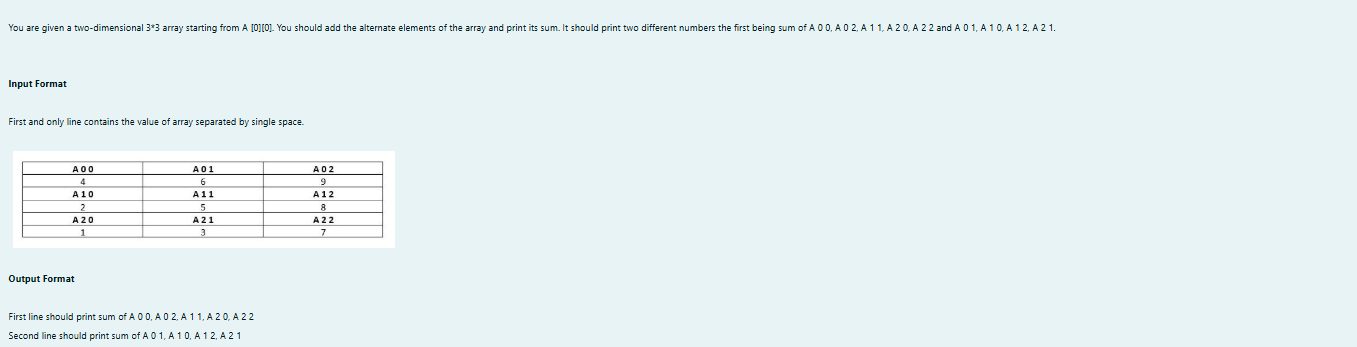 You are given a two-dimensional 3*3 array starting from A [0][0]. You should add the alternate elements of the array and print its sum. It should print two different numbers the first being sum of A 0 0, A 0 2, A 1 1, A 2 0, A 2 2 and A 0 1, A 1 0, A 1 2, A 2 1.
Input Format
First and only line contains the value of array separated by single space.
A 0 0 A 0 1 A 0 2
4 6 9
A 1 0 A 1 1 A 1 2
2 5 8
A 2 0 A 2 1 A 2 2
1 3 7
Output Format
First line should print sum of A 0 0, A 0 2, A 1 1, A 2 0, A 2 2
Second line should print sum of A 0 1, A 1 0, A 1 2, A 2 1